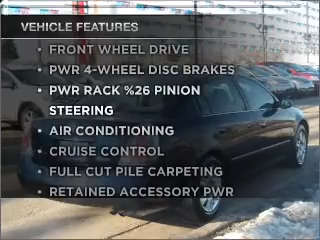 VEHICLE FEATURES
• FRONT WHEEL DRIVE
• PWR 4-WHEEL DISC BRAKES
• PWR RACK %26 PINION
STEERING
• AIR CONDITIONING
• CRUISE CONTROL
• FULL CUT PILE CARPETING
• RETAINED ACCESSORY PWR